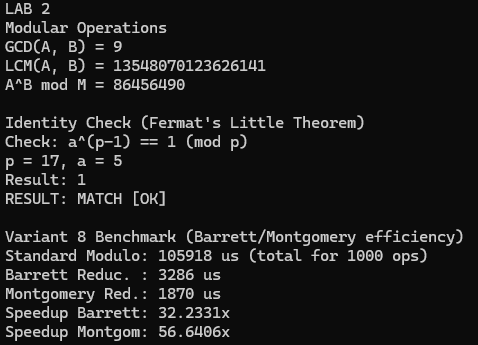 LAB 2
Modular Operations
GCD(A, B) = 9
LCM(A, B) = 13548070123626141
A^B mod M = 86456490
Identity Check (Fermat's Little Theorem)
Check: a^(p-1) == 1 (mod p)
p = 17, a = 5
Result: 1
RESULT: MATCH [OK]
Variant 8 Benchmark (Barrett/Montgomery efficiency)
Standard Modulo: 105918 us (total for 1000 ops)
Barrett Reduc. : 3286 us
Montgomery Red.: 1870 us
Speedup Barrett: 32.2331x
Speedup Montgom: 56.6406x